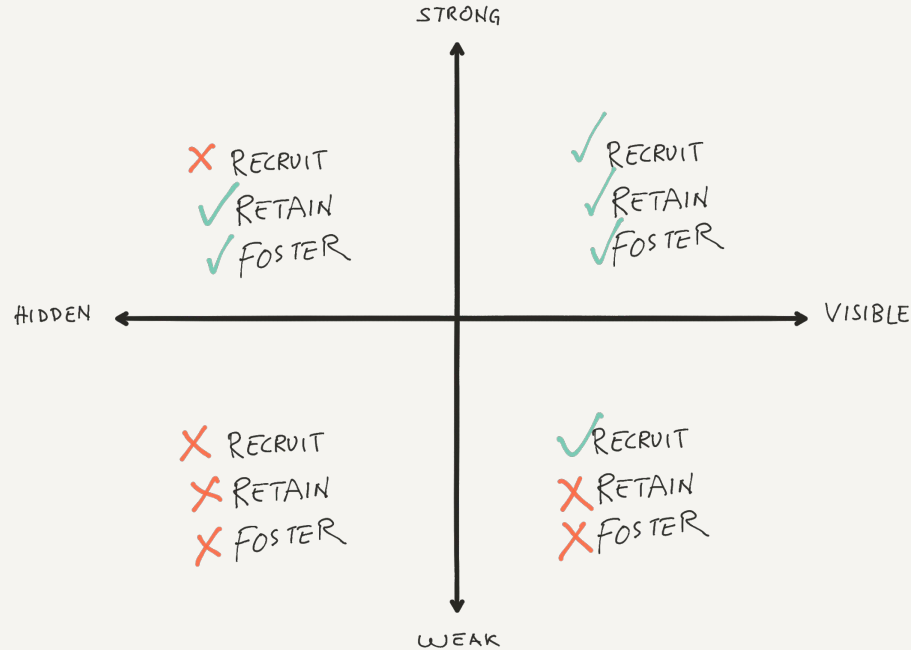 STRONG
X RECRUIT
✓ RETAIN
✓ FOSTER
✓ RECRUIT
✓ RETAIN
✓ FOSTER
HIDDEN
VISIBLE
X RECRUIT
X RETAIN
X FOSTER
✓ RECRUIT
X RETAIN
X FOSTER
WEAK